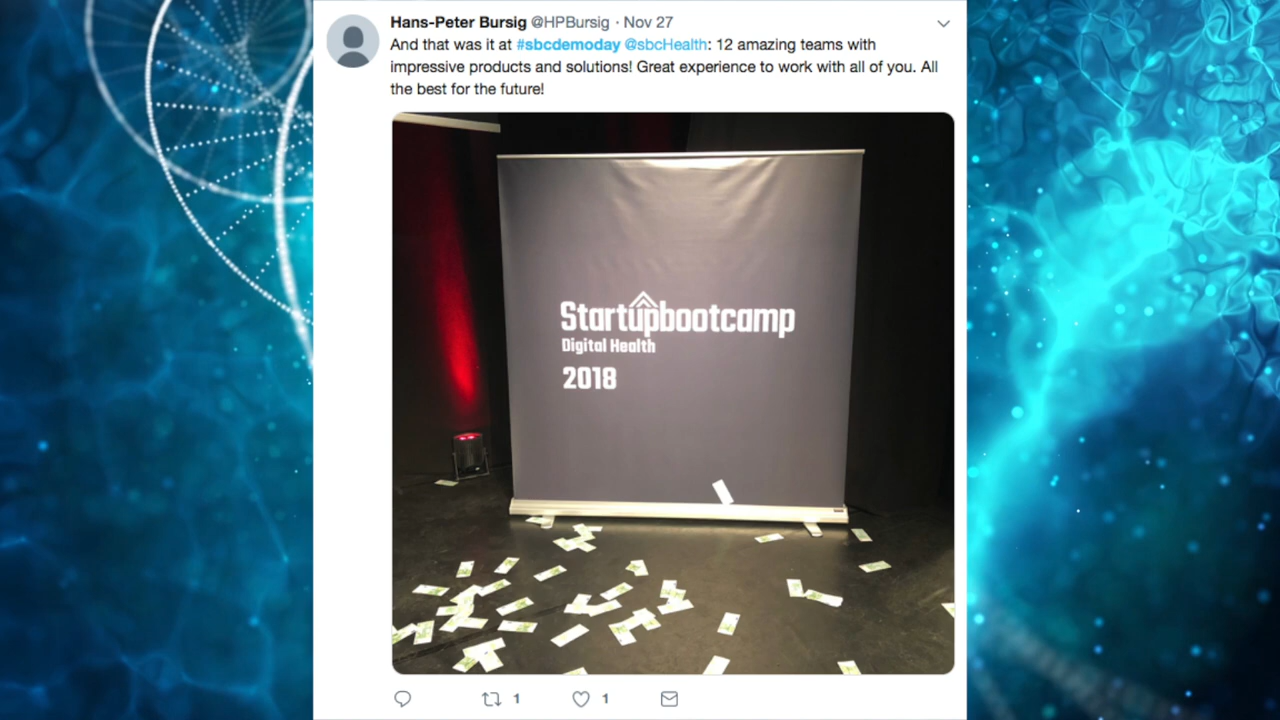 Hans-Peter Bursig @HPBursig · Nov 27
And that was it at #sbcdemoday @sbcHealth: 12 amazing teams with
impressive products and solutions! Great experience to work with all of you. All
the best for the future!
Startupbootcamp
Digital Health
2018
1 1